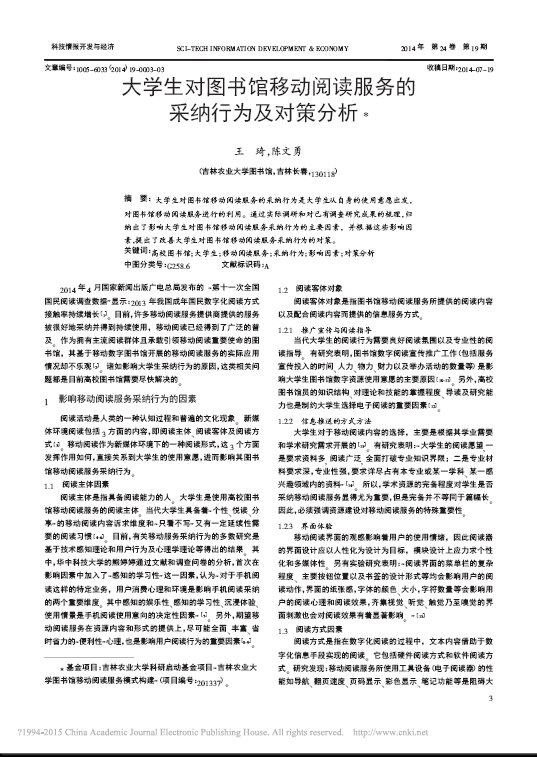 科技情报开发与经济 SCI-TECH INFORMATION DEVELOPMENT & ECONOMY 2014年 第24卷 第19期
文章编号:1005-6033(2014)19-0003-03 收稿日期:2014-07-19
大学生对图书馆移动阅读服务的
采纳行为及对策分析*
王 琦,陈文勇
(吉林农业大学图书馆,吉林长春,130118)
摘 要:大学生对图书馆移动阅读服务的采纳行为是大学生从自身的使用意愿出发,
对图书馆移动阅读服务进行的利用。通过实际调研和对已有调查研究成果的梳理,归
纳出了影响大学生对图书馆移动阅读服务采纳行为的主要因素,并根据这些影响因
素,提出了改善大学生对图书馆移动阅读服务采纳行为的对策。
关键词:高校图书馆;大学生;移动阅读服务;采纳行为;影响因素;对策分析
中图分类号:G258.6 文献标识码:A
2014年4月国家新闻出版广电总局发布的“第十一次全国
国民阅读调查数据”显示:2013年我国成年国民数字化阅读方式
接触率持续增长。目前,许多移动阅读服务提供商提供的服务
被很好地采纳并得到持续使用,移动阅读已经得到了广泛的普
及。作为拥有主流阅读群体且承载引领移动阅读重要使命的图
书馆,其基于移动数字图书馆开展的移动阅读服务的实际应用
情况却不乐观。诸如影响大学生采纳行为的原因,这类相关问
题都是目前高校图书馆需要尽快解决的。
1 影响移动阅读服务采纳行为的因素
阅读活动是人类的一种认知过程和普遍的文化现象。新媒
体环境阅读包括3方面的内容,即阅读主体、阅读客体及阅读方
式。移动阅读作为新媒体环境下的一种阅读形式,这3个方面
发挥作用如何,直接关系到大学生的使用意愿,进而影响其图书
馆移动阅读服务采纳行为。
1.1 阅读主体因素
阅读主体是指具备阅读能力的人。大学生是使用高校图书
馆移动阅读服务的阅读主体。当代大学生具备“个性、悦读、分
享”的移动阅读内容诉求维度和“只看不写”又有一定延续性需
要的阅读习惯。目前,有关移动服务采纳行为的多数研究是
基于技术感知理论和用户行为及心理学理论等得出的结果。其
中,华中科技大学的熊婷婷通过文献和调查问卷的分析,首次在
影响因素中加入了“感知的学习性”这一因素,认为“对于手机阅
读这样的特定业务,用户消费心理和环境是影响手机阅读采纳
的两个重要维度。其中感知的娱乐性、感知的学习性、沉浸体验、
使用情景是手机阅读使用意向的决定性因素”。另外,期望移
动阅读服务在资源内容和形式的提供上,尽可能全面、丰富、省
时省力的“便利性”心理,也是影响用户阅读行为的重要因素。
*基金项目:吉林农业大学科研启动基金项目“吉林农业大
学图书馆移动阅读服务模式构建”(项目编号:201337)。
1.2 阅读客体对象
阅读客体对象是指图书馆移动阅读服务所提供的阅读内容
以及配合阅读内容而提供的信息服务方式。
1.2.1 推广宣传与阅读指导
当代大学生的阅读行为需要良好阅读氛围以及专业性的阅
读指导。有研究表明,图书馆数字阅读宣传推广工作(包括服务
宣传投入的时间、人力、物力、财力以及举办活动的数量等)是影
响大学生图书馆数字资源使用意愿的主要原因。另外,高校
图书馆员的知识结构、对理论和技能的掌握程度、导读及研究能
力也是制约大学生选择电子阅读的重要因素。
1.2.2 信息推送的方式方法
大学生对于移动阅读内容的选择,主要是根据其学业需要
和学术研究需求开展的。有研究表明:“大学生的阅读愿望一
是要求资料多、阅读广泛、全面打破专业知识界限;二是专业材
料要求深,专业性强,要求详尽占有本专业或某一学科、某一感
兴趣领域内的资料”。所以,学术资源的完备程度对学生是否
采纳移动阅读服务显得尤为重要,但是完备并不等同于篇幅长。
因此,必须强调资源建设对移动阅读服务的特殊重要性。
1.2.3 界面体验
移动阅读界面的观感影响着用户的使用情绪,因此阅读器
的界面设计应以人性化为设计为目标,模块设计上应力求个性
化和多媒体性。另有实验研究表明:“阅读界面的菜单栏的复杂
程度、主要按钮位置以及书签的设计形式等均会影响用户的阅
读动作,界面的纸张感,字体的颜色、大小,字符数量等会影响用
户的阅读心理和阅读效果,齐集视觉、听觉、触觉乃至嗅觉的界
面刺激也会对阅读效果有着显著影响。”
1.3 阅读方式因素
阅读方式是指在数字化阅读的过程中,文本内容借助于数
字化信息手段实现的阅读。它包括硬件阅读方式和软件阅读方
式。研究发现:移动阅读服务所使用工具设备(电子阅读器)的性
能如导航、翻页速度、页码显示、彩色显示、笔记功能等是阻碍大
3
?1994-2015 China Academic Journal Electronic Publishing House. All rights reserved. http://www.cnki.net